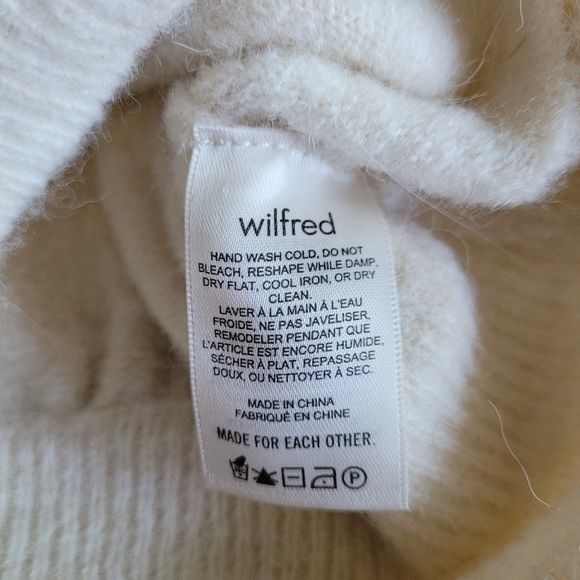 wilfred
HAND WASH COLD, DO NOT
BLEACH, RESHAPE WHILE DAMP,
DRY FLAT, COOL IRON, OR DRY
CLEAN.
LAVER À LA MAIN À L'EAU
FROIDE, NE PAS JAVELISER,
REMODELER PENDANT QUE
L'ARTICLE EST ENCORE HUMIDE,
SÉCHER À PLAT, REPASSAGE
DOUX, OU NETTOYER À SEC.
MADE IN CHINA
FABRIQUÉ EN CHINE
MADE FOR EACH OTHER.
P